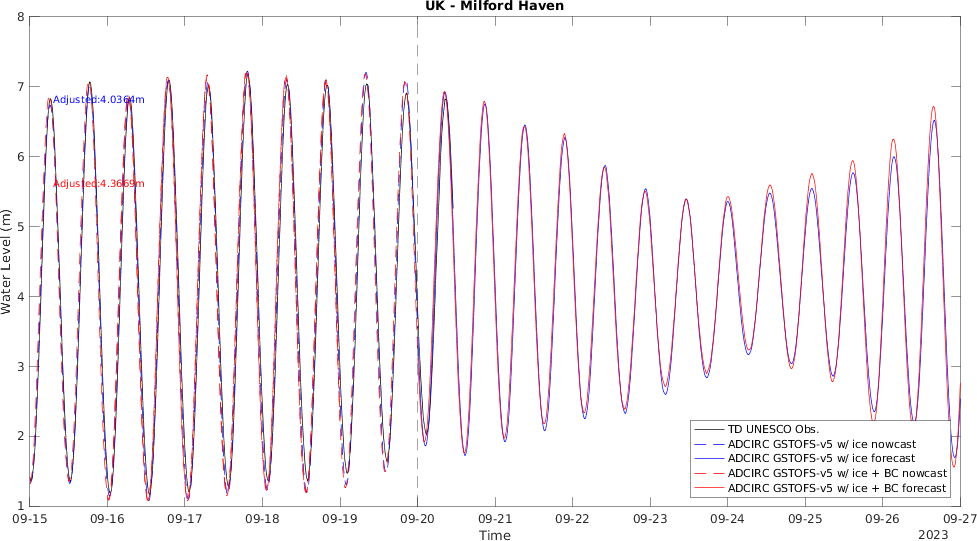 UK - Milford Haven
8
7
6
5
4
3
2
1
Water Level (m)
Adjusted:4.0364m
Adjusted:4.3669m
TD UNESCO Obs.
ADCIRC GSTOFS-v5 w/ ice nowcast
ADCIRC GSTOFS-v5 w/ ice forecast
ADCIRC GSTOFS-v5 w/ ice + BC nowcast
ADCIRC GSTOFS-v5 w/ ice + BC forecast
09-15 09-16 09-17 09-18 09-19 09-20 09-21 09-22 09-23 09-24 09-25 09-26 09-27
Time
2023